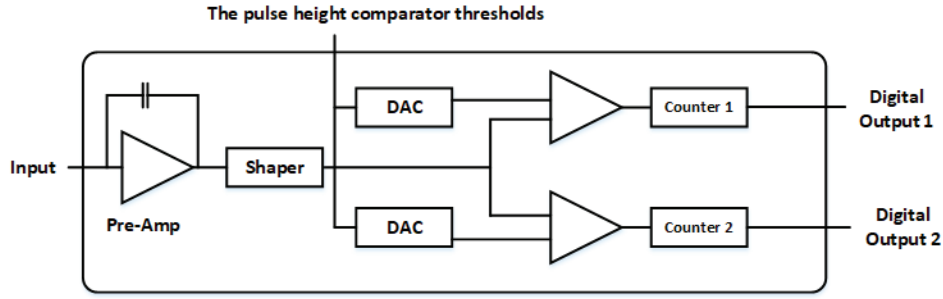 The pulse height comparator thresholds
DAC
Counter 1
Digital
Output 1
Input
Shaper
Pre-Amp
DAC
Counter 2
Digital
Output 2